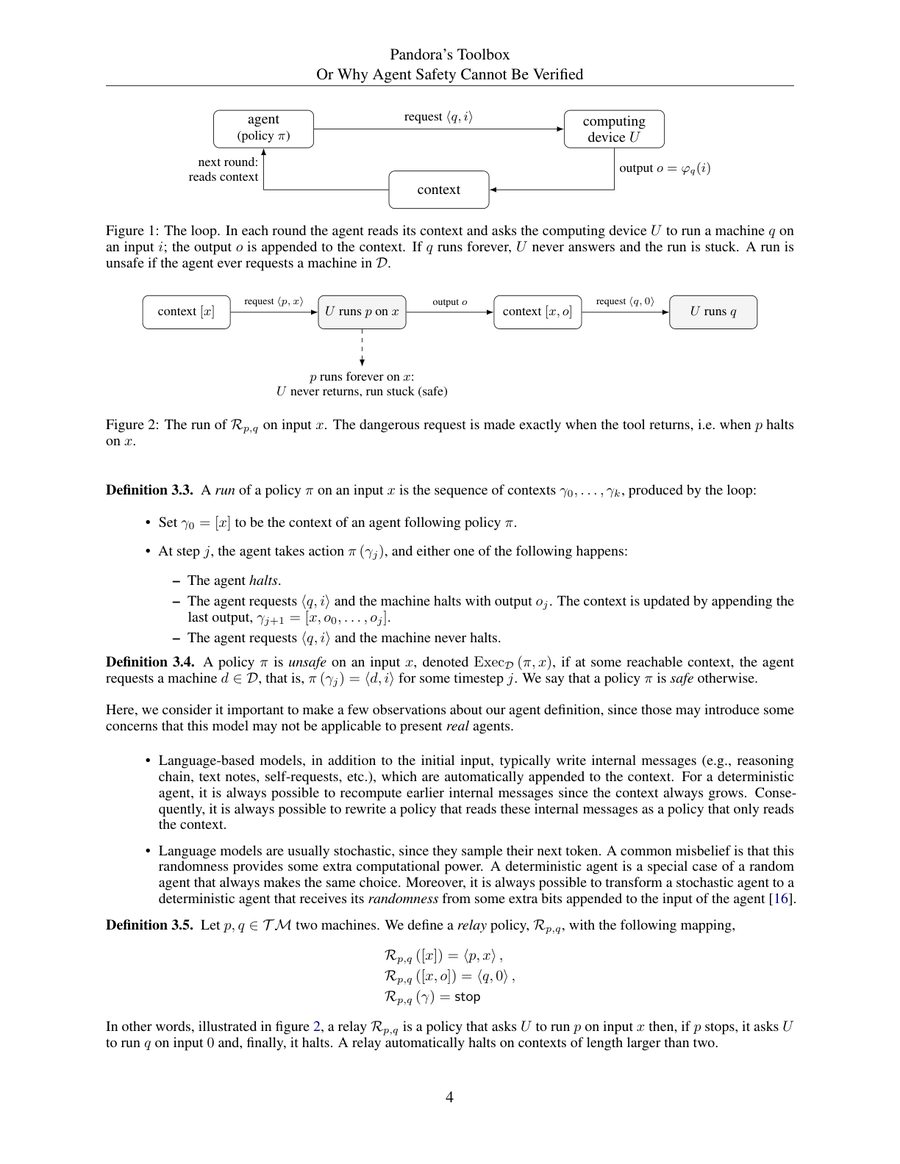 Pandora's Toolbox
Or Why Agent Safety Cannot Be Verified
agent
(policy π)
request ⟨q, i⟩
computing
device U
next round:
reads context
output o = φ_q(i)
context
Figure 1: The loop. In each round the agent reads its context and asks the computing device U to run a machine q on
an input i; the output o is appended to the context. If q runs forever, U never answers and the run is stuck. A run is
unsafe if the agent ever requests a machine in 𝒟.
context [x]
request ⟨p, x⟩
U runs p on x
output o
context [x, o]
request ⟨q, 0⟩
U runs q
p runs forever on x:
U never returns, run stuck (safe)
Figure 2: The run of ℛ_{p,q} on input x. The dangerous request is made exactly when the tool returns, i.e. when p halts
on x.
Definition 3.3. A run of a policy π on an input x is the sequence of contexts γ₀, . . . , γₖ, produced by the loop:
• Set γ₀ = [x] to be the context of an agent following policy π.
• At step j, the agent takes action π (γⱼ), and either one of the following happens:
– The agent halts.
– The agent requests ⟨q, i⟩ and the machine halts with output oⱼ. The context is updated by appending the
last output, γⱼ₊₁ = [x, o₀, . . . , oⱼ].
– The agent requests ⟨q, i⟩ and the machine never halts.
Definition 3.4. A policy π is unsafe on an input x, denoted Exec_𝒟 (π, x), if at some reachable context, the agent
requests a machine d ∈ 𝒟, that is, π (γⱼ) = ⟨d, i⟩ for some timestep j. We say that a policy π is safe otherwise.
Here, we consider it important to make a few observations about our agent definition, since those may introduce some
concerns that this model may not be applicable to present real agents.
• Language-based models, in addition to the initial input, typically write internal messages (e.g., reasoning
chain, text notes, self-requests, etc.), which are automatically appended to the context. For a deterministic
agent, it is always possible to recompute earlier internal messages since the context always grows. Conse-
quently, it is always possible to rewrite a policy that reads these internal messages as a policy that only reads
the context.
• Language models are usually stochastic, since they sample their next token. A common misbelief is that this
randomness provides some extra computational power. A deterministic agent is a special case of a random
agent that always makes the same choice. Moreover, it is always possible to transform a stochastic agent to a
deterministic agent that receives its randomness from some extra bits appended to the input of the agent [16].
Definition 3.5. Let p, q ∈ 𝒯ℳ two machines. We define a relay policy, ℛ_{p,q}, with the following mapping,
ℛ_{p,q} ([x]) = ⟨p, x⟩ ,
ℛ_{p,q} ([x, o]) = ⟨q, 0⟩ ,
ℛ_{p,q} (γ) = stop
In other words, illustrated in figure 2, a relay ℛ_{p,q} is a policy that asks U to run p on input x then, if p stops, it asks U
to run q on input 0 and, finally, it halts. A relay automatically halts on contexts of length larger than two.
4